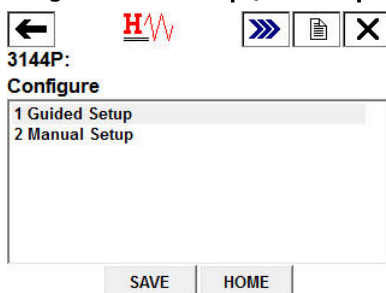 H
3144P:
Configure
1 Guided Setup
2 Manual Setup
SAVE HOME